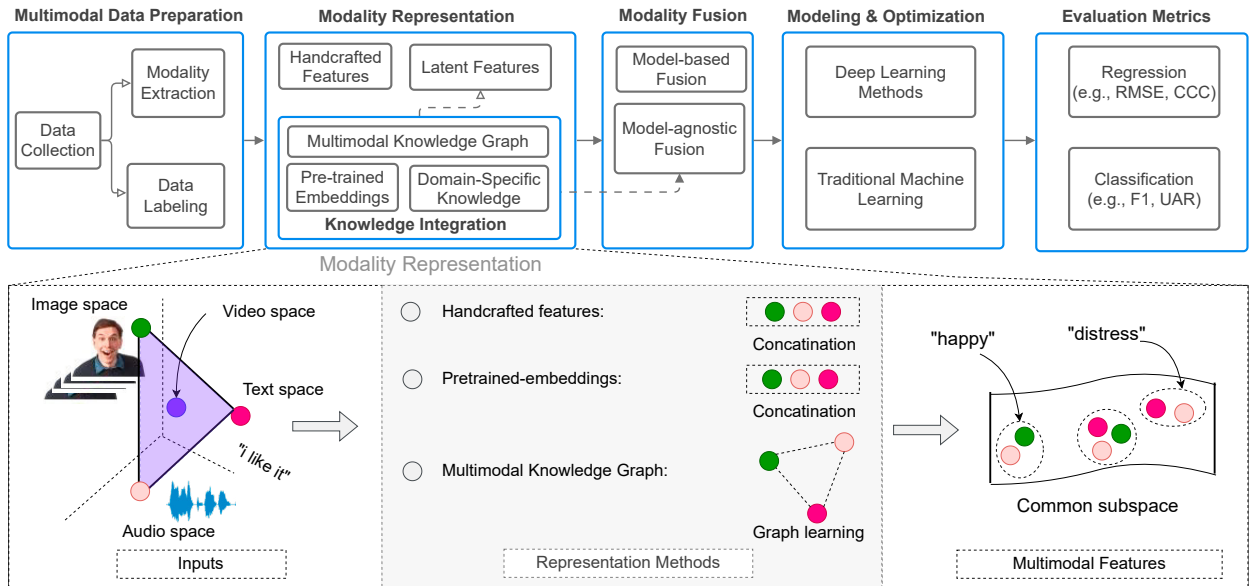 Multimodal Data Preparation
Modality Representation
Modality Fusion
Modeling & Optimization
Evaluation Metrics
Data
Collection
Modality
Extraction
Data
Labeling
Handcrafted
Features
Latent Features
Multimodal Knowledge Graph
Pre-trained
Embeddings
Domain-Specific
Knowledge
Knowledge Integration
Model-based
Fusion
Model-agnostic
Fusion
Deep Learning
Methods
Traditional Machine
Learning
Regression
(e.g., RMSE, CCC)
Classification
(e.g., F1, UAR)
Modality Representation
Image space
Video space
Text space
"i like it"
Audio space
Inputs
Handcrafted features:
Concatination
Pretrained-embeddings:
Concatination
Multimodal Knowledge Graph:
Graph learning
Representation Methods
"happy"
"distress"
Common subspace
Multimodal Features